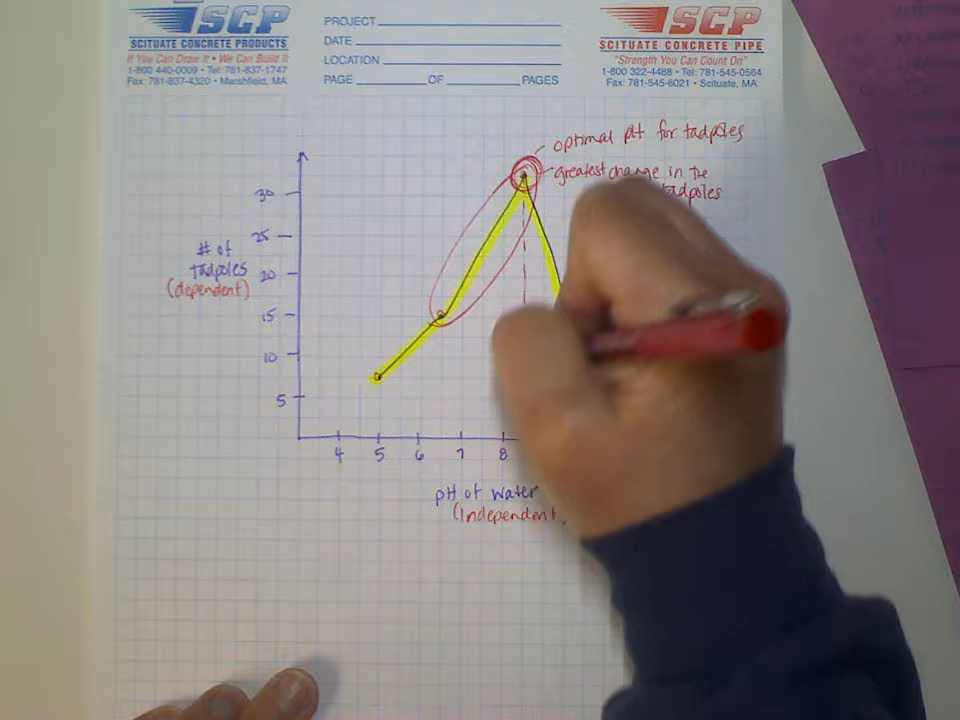 SCP
SCITUATE CONCRETE PRODUCTS
If You Can Draw It • We Can Build It
1-800 440-0009 • Tel: 781-837-1747
Fax: 781-837-4320 • Marshfield, MA
PROJECT
DATE
LOCATION
PAGE OF PAGES
SCP
SCITUATE CONCRETE PIPE
"Strength You Can Count On"
1-800 322-4488 • Tel: 781-545-0564
Fax: 781-545-6021 • Scituate, MA
optimal pH for tadpoles
greatest change in the
tadpoles
30
25
20
15
10
5
# of
tadpoles
(dependent)
4 5 6 7 8
pH of water
(Independent